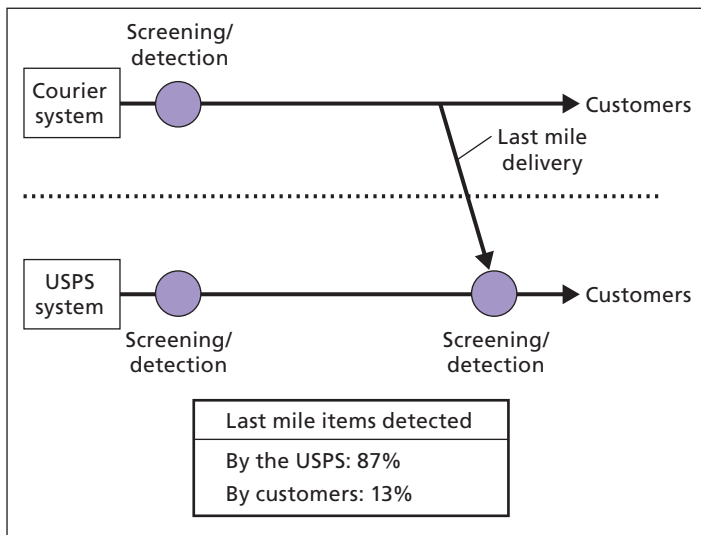 Screening/
detection
Courier
system
Customers
Last mile
delivery
USPS
system
Customers
Screening/
detection
Screening/
detection
Last mile items detected
By the USPS: 87%
By customers: 13%